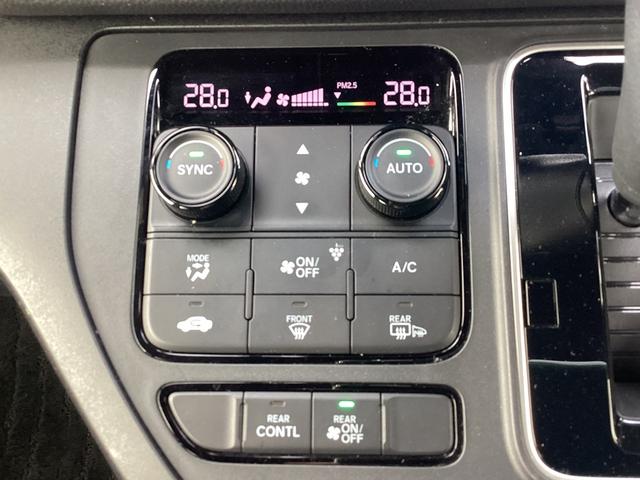 28.0 PM2.5 28.0
SYNC AUTO
MODE ON/OFF A/C
FRONT REAR
REAR CONTL REAR ON/OFF